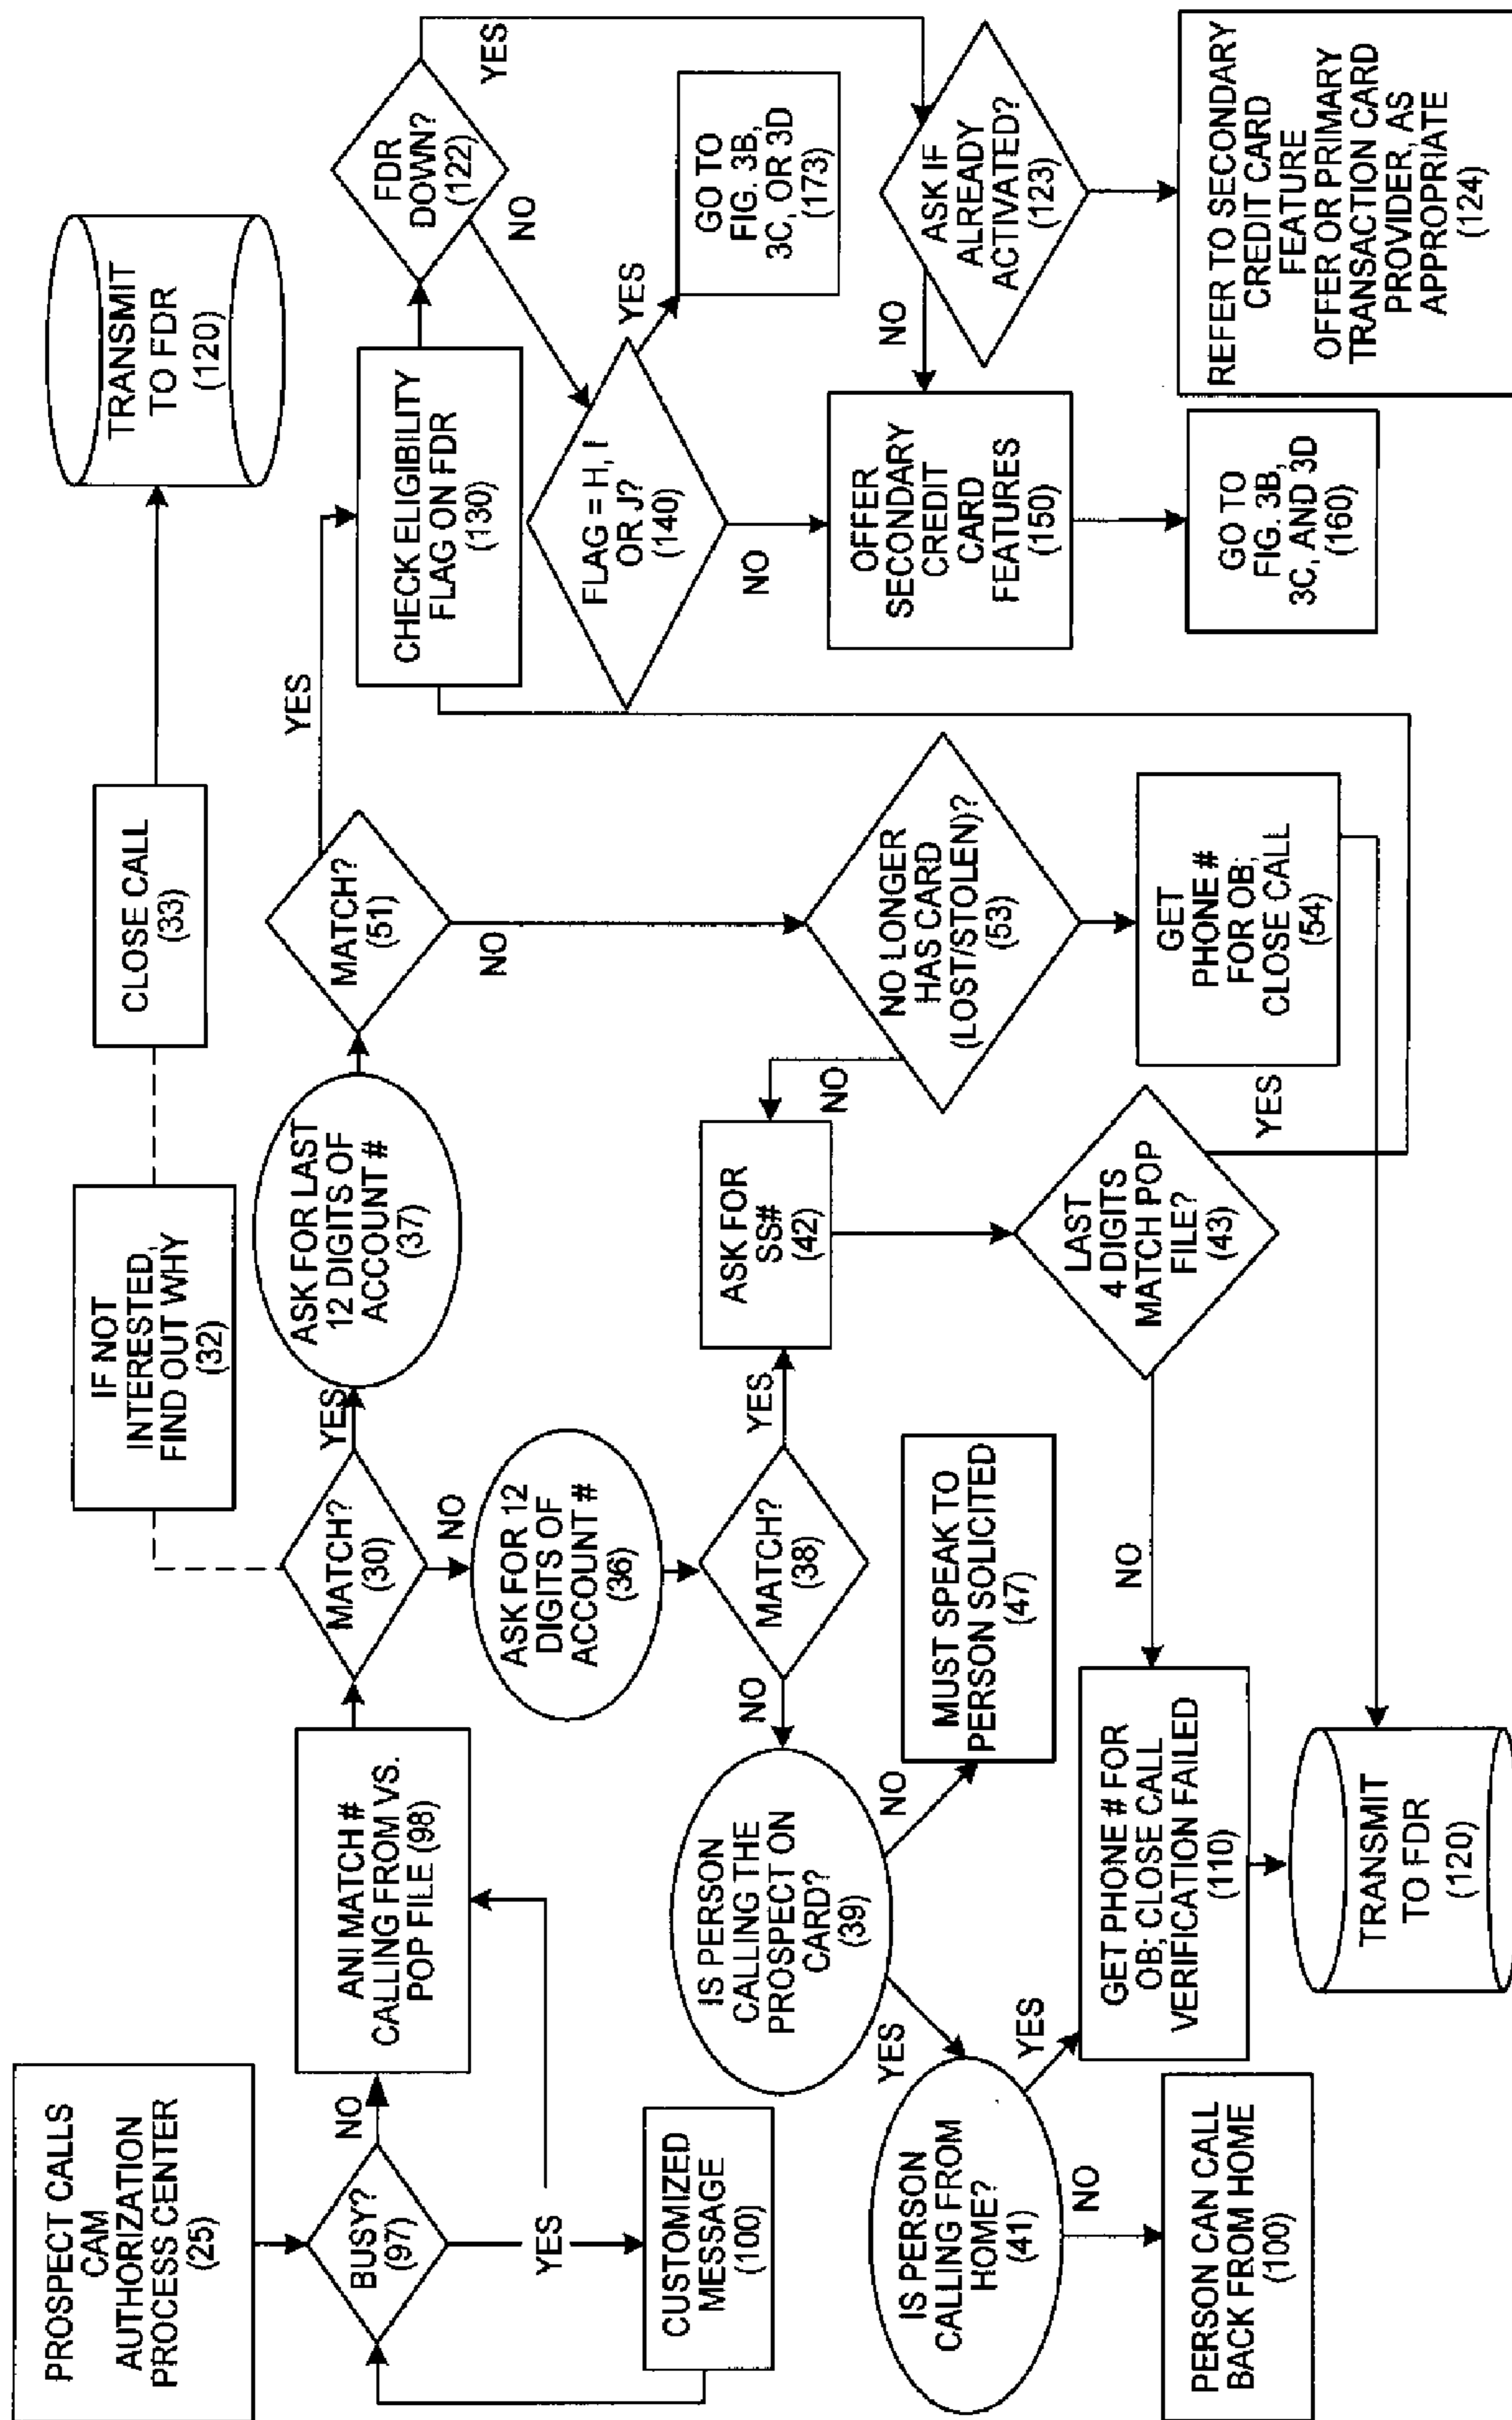 PROSPECT CALLS
CAM
AUTHORIZATION
PROCESS CENTER
(25)
BUSY?
(97)
NO
YES
CUSTOMIZED
MESSAGE
(100)
ANI MATCH #
CALLING FROM VS.
POP FILE (98)
MATCH?
(30)
YES
NO
IF NOT
INTERESTED,
FIND OUT WHY
(32)
CLOSE CALL
(33)
TRANSMIT
TO FDR
(120)
ASK FOR LAST
12 DIGITS OF
ACCOUNT #
(37)
MATCH?
(51)
YES
NO
CHECK ELIGIBILITY
FLAG ON FDR
(130)
FDR
DOWN?
(122)
YES
NO
FLAG = H, I
OR J?
(140)
YES
NO
GO TO
FIG. 3B,
3C, OR 3D
(173)
ASK IF
ALREADY
ACTIVATED?
(123)
NO
OFFER
SECONDARY
CREDIT
CARD
FEATURES
(150)
GO TO
FIG. 3B,
3C, AND 3D
(160)
REFER TO SECONDARY
CREDIT CARD
FEATURE
OFFER OR PRIMARY
TRANSACTION CARD
PROVIDER, AS
APPROPRIATE
(124)
ASK FOR 12
DIGITS OF
ACCOUNT #
(36)
MATCH?
(38)
YES
NO
ASK FOR
SS#
(42)
NO LONGER
HAS CARD
(LOST/STOLEN)?
(53)
NO
GET
PHONE #
FOR OB;
CLOSE CALL
(54)
LAST
4 DIGITS
MATCH POP
FILE?
(43)
YES
NO
IS PERSON
CALLING THE
PROSPECT ON
CARD?
(39)
NO
YES
MUST SPEAK TO
PERSON SOLICITED
(47)
IS PERSON
CALLING FROM
HOME?
(41)
YES
NO
GET PHONE # FOR
OB; CLOSE CALL
VERIFICATION FAILED
(110)
PERSON CAN CALL
BACK FROM HOME
(100)
TRANSMIT
TO FDR
(120)